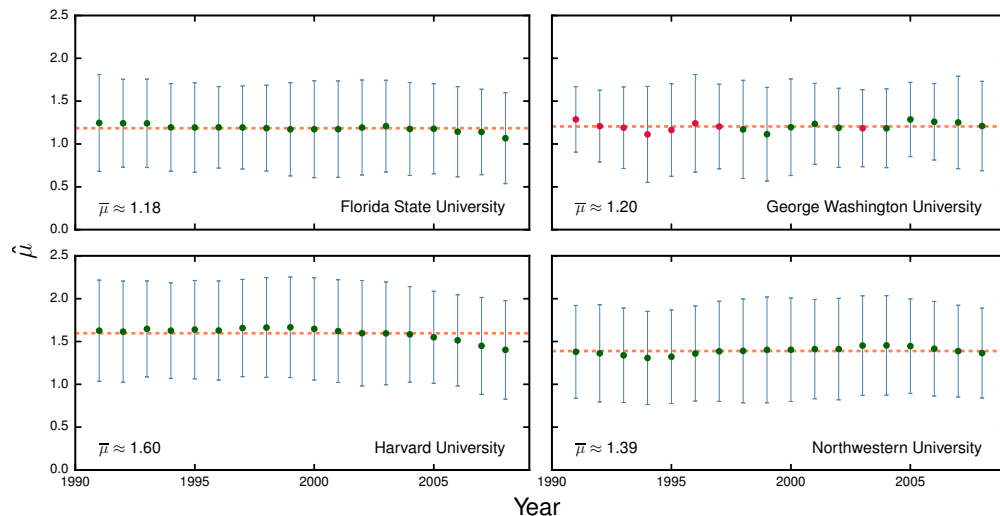 2.5
2.0
1.5
1.0
0.5
0.0
μ̅ ≈ 1.18
Florida State University
μ̅ ≈ 1.20
George Washington University
2.5
2.0
1.5
1.0
0.5
0.0
μ̅ ≈ 1.60
Harvard University
μ̅ ≈ 1.39
Northwestern University
1990
1995
2000
2005
1990
1995
2000
2005
μ̂
Year